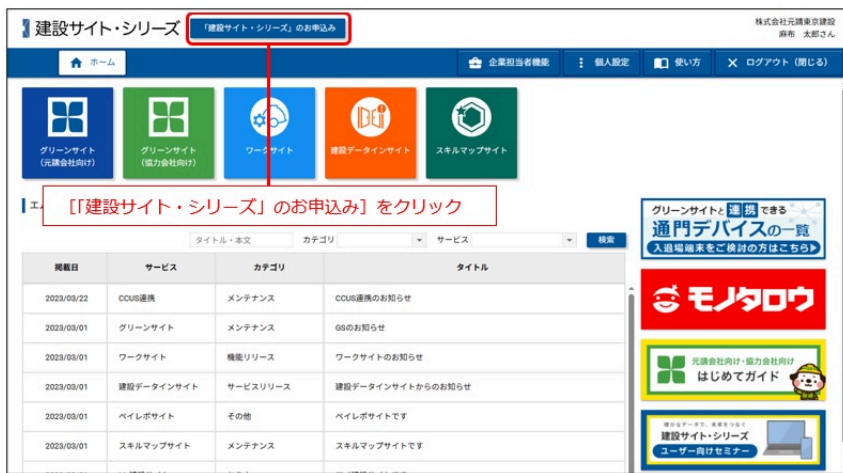 建設サイト・シリーズ
「建設サイト・シリーズ」のお申込み
株式会社元請東京建設
麻布 太郎さん
ホーム
企業担当者機能
個人設定
使い方
ログアウト（閉じる）
グリーンサイト
（元請会社向け）
グリーンサイト
（協力会社向け）
ワークサイト
建設データインサイト
スキルマップサイト
［「建設サイト・シリーズ」のお申込み］をクリック
タイトル・本文
カテゴリ
サービス
検索
掲載日 サービス カテゴリ タイトル
2023/03/22 CCUS連携 メンテナンス CCUS連携のお知らせ
2023/03/01 グリーンサイト メンテナンス GSのお知らせ
2023/03/01 ワークサイト 機能リリース ワークサイトのお知らせ
2023/03/01 建設データインサイト サービスリリース 建設データインサイトからのお知らせ
2023/03/01 ペイレポサイト その他 ペイレポサイトです
2023/03/01 スキルマップサイト メンテナンス スキルマップサイトです
グリーンサイトと連携できる
通門デバイスの一覧
入退場端末をご検討の方はこちら
モノタロウ
元請会社向け・協力会社向け
はじめてガイド
確かなデータで、未来をつなぐ
建設サイト・シリーズ
ユーザー向けセミナー